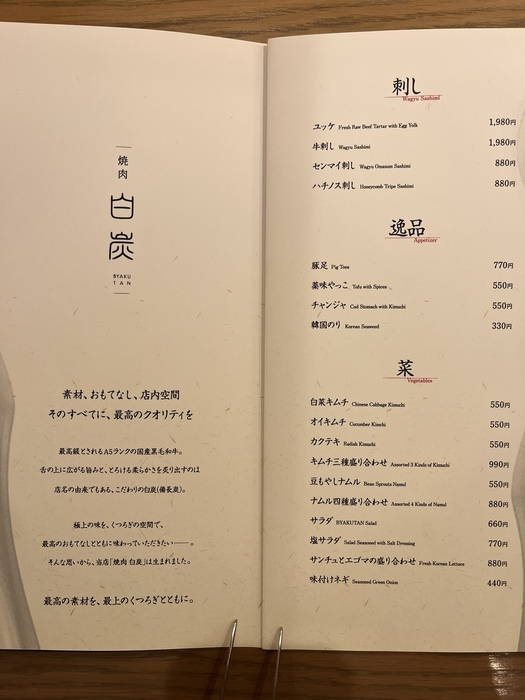 焼肉
白炭
BYAKU
TAN
素材、おもてなし、店内空間
そのすべてに、最高のクオリティを
最高級とされるA5ランクの国産黒毛和牛。
舌の上に広がる旨みと、とろける柔らかさを炙り出すのは
店名の由来でもある、こだわりの白炭(備長炭)。
極上の味を、くつろぎの空間で、
最高のおもてなしとともに味わっていただきたい——。
そんな思いから、当店「焼肉 白炭」は生まれました。
最高の素材を、最上のくつろぎとともに。
刺し
Wagyu Sashimi
ユッケ Fresh Raw Beef Tartar with Egg Yolk 1,980円
牛刺し Wagyu Sashimi 1,980円
センマイ刺し Wagyu Omasum Sashimi 880円
ハチノス刺し Honeycomb Tripe Sashimi 880円
逸品
Appetizer
豚足 Pig Toes 770円
薬味やっこ Tofu with Spices 550円
チャンジャ Cod Stomach with Kimuchi 550円
韓国のり Korean Seaweed 330円
菜
Vegetables
白菜キムチ Chinese Cabbage Kimuchi 550円
オイキムチ Cucumber Kimchi 550円
カクテキ Radish Kimuchi 550円
キムチ三種盛り合わせ Assorted 3 Kinds of Kimuchi 990円
豆もやしナムル Bean Sprouts Namul 550円
ナムル四種盛り合わせ Assorted 4 Kinds of Namul 880円
サラダ BYAKUTAN Salad 660円
塩サラダ Salad Seasoned with Salt Dressing 770円
サンチュとエゴマの盛り合わせ Fresh Korean Lettuce 880円
味付けネギ Seasoned Green Onion 440円